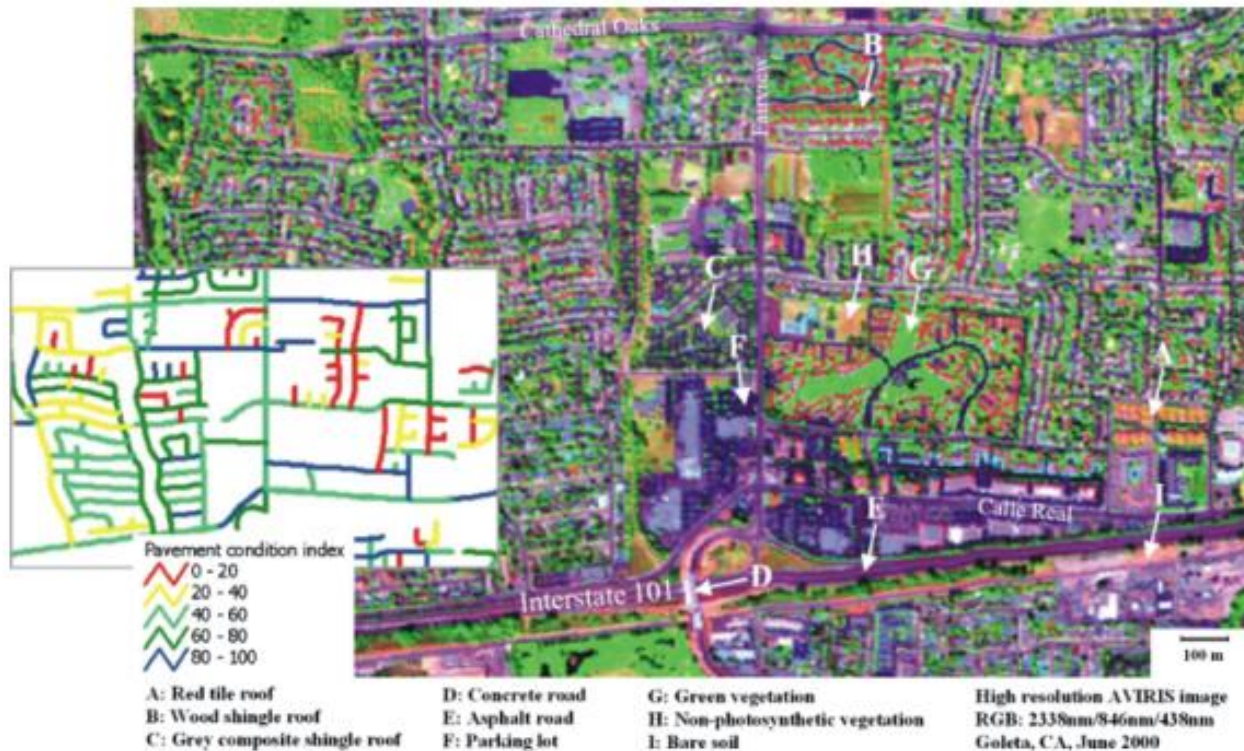 Cathedral Oaks
Fairview
B
C
H
G
F
A
I
E
Calle Real
D
Interstate 101
100 m
Pavement condition index
0 - 20
20 - 40
40 - 60
60 - 80
80 - 100
A: Red tile roof
B: Wood shingle roof
C: Grey composite shingle roof
D: Concrete road
E: Asphalt road
F: Parking lot
G: Green vegetation
H: Non-photosynthetic vegetation
I: Bare soil
High resolution AVIRIS image
RGB: 2338nm/846nm/438nm
Goleta, CA, June 2000